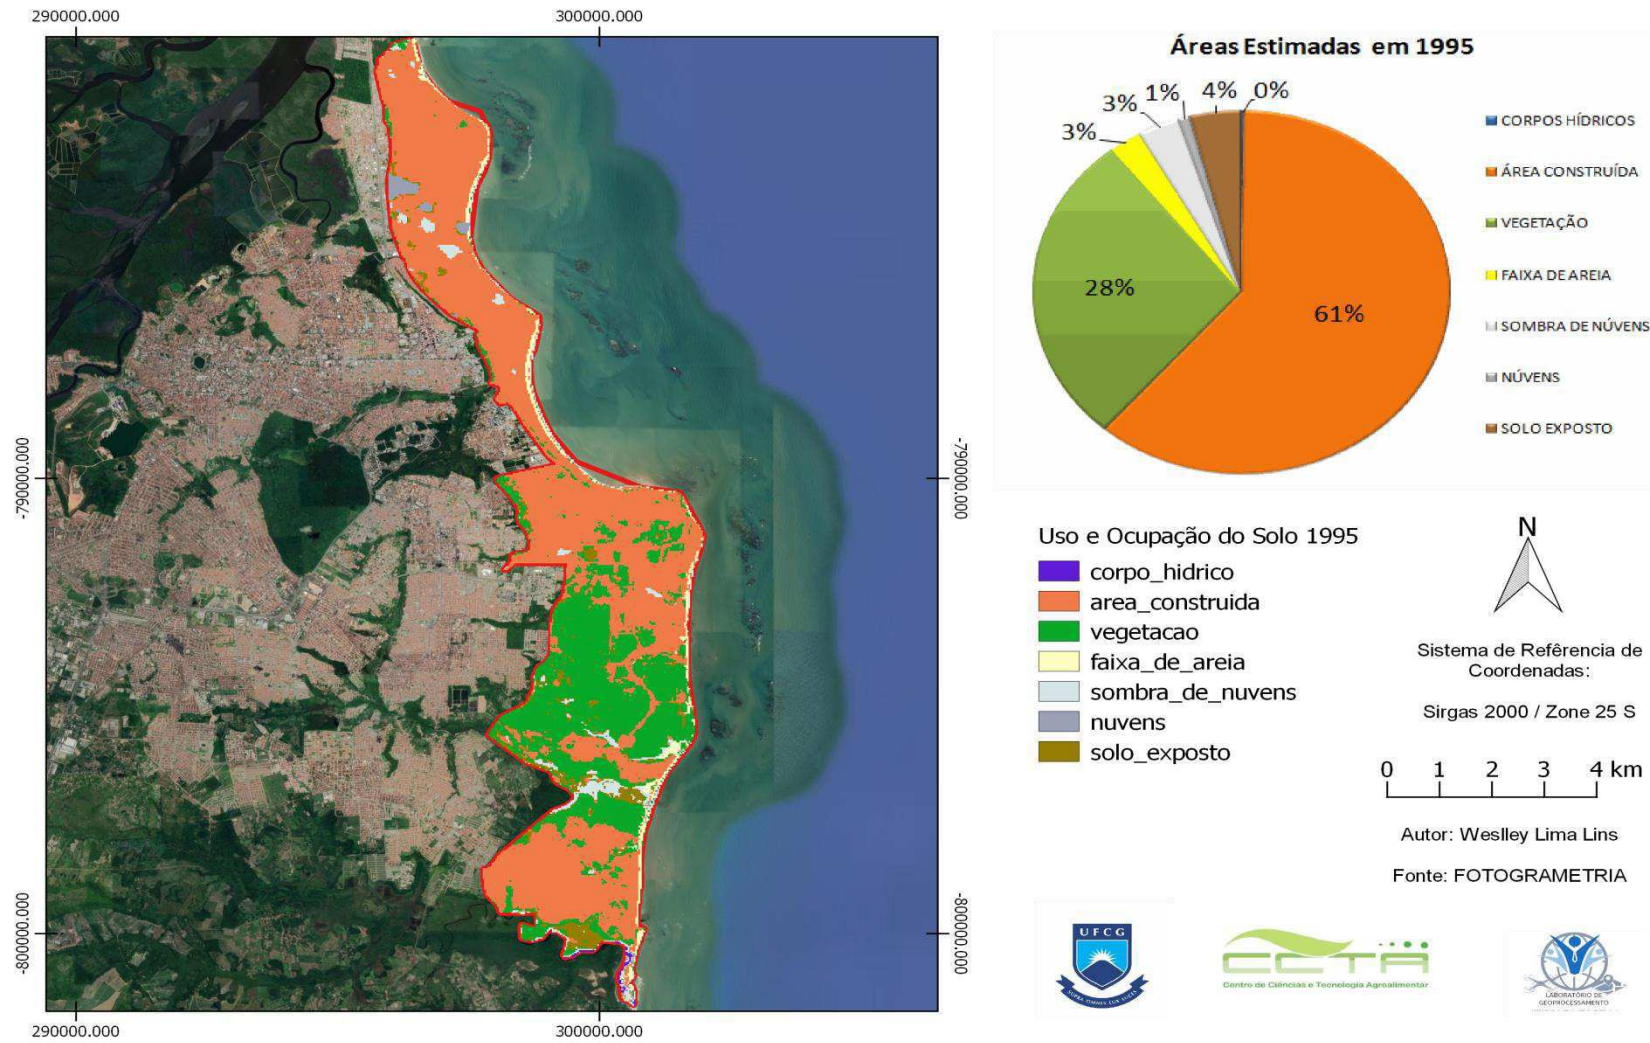 290000.000
300000.000
-790000.000
-790000.000
-800000.000
-800000.000
290000.000
300000.000
Áreas Estimadas em 1995
3%
3%
1%
4%
0%
28%
61%
CORPOS HÍDRICOS
ÁREA CONSTRUÍDA
VEGETAÇÃO
FAIXA DE AREIA
SOMBRA DE NÚVENS
NÚVENS
SOLO EXPOSTO
Uso e Ocupação do Solo 1995
corpo_hidrico
area_construida
vegetacao
faixa_de_areia
sombra_de_nuvens
nuvens
solo_exposto
N
Sistema de Refêrencia de
Coordenadas:
Sirgas 2000 / Zone 25 S
0 1 2 3 4 km
Autor: Weslley Lima Lins
Fonte: FOTOGRAMETRIA
UFCG
CCTA
Centro de Ciências e Tecnologia Agroalimentar
LABORATÓRIO DE
GEOPROCESSAMENTO